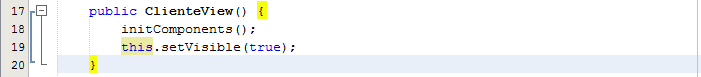 17 public ClienteView() {
18 initComponents();
19 this.setVisible(true);
20 }